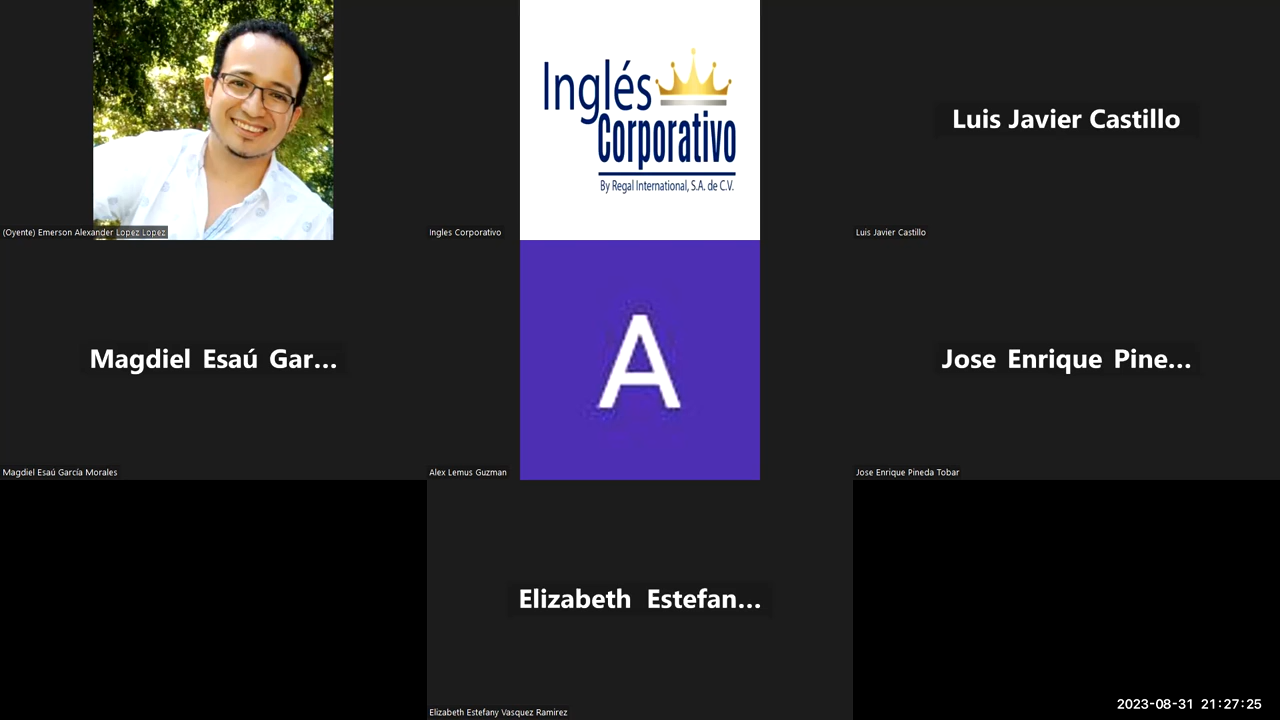 Inglés
Corporativo
By Regal International, S.A. de C.V.
Luis Javier Castillo
(Oyente) Emerson Alexander Lopez Lopez
Ingles Corporativo
Luis Javier Castillo
Magdiel Esaú Gar...
A
Jose Enrique Pine...
Magdiel Esaú García Morales
Alex Lemus Guzman
Jose Enrique Pineda Tobar
Elizabeth Estefan...
Elizabeth Estefany Vasquez Ramirez
2023-08-31 21:27:25